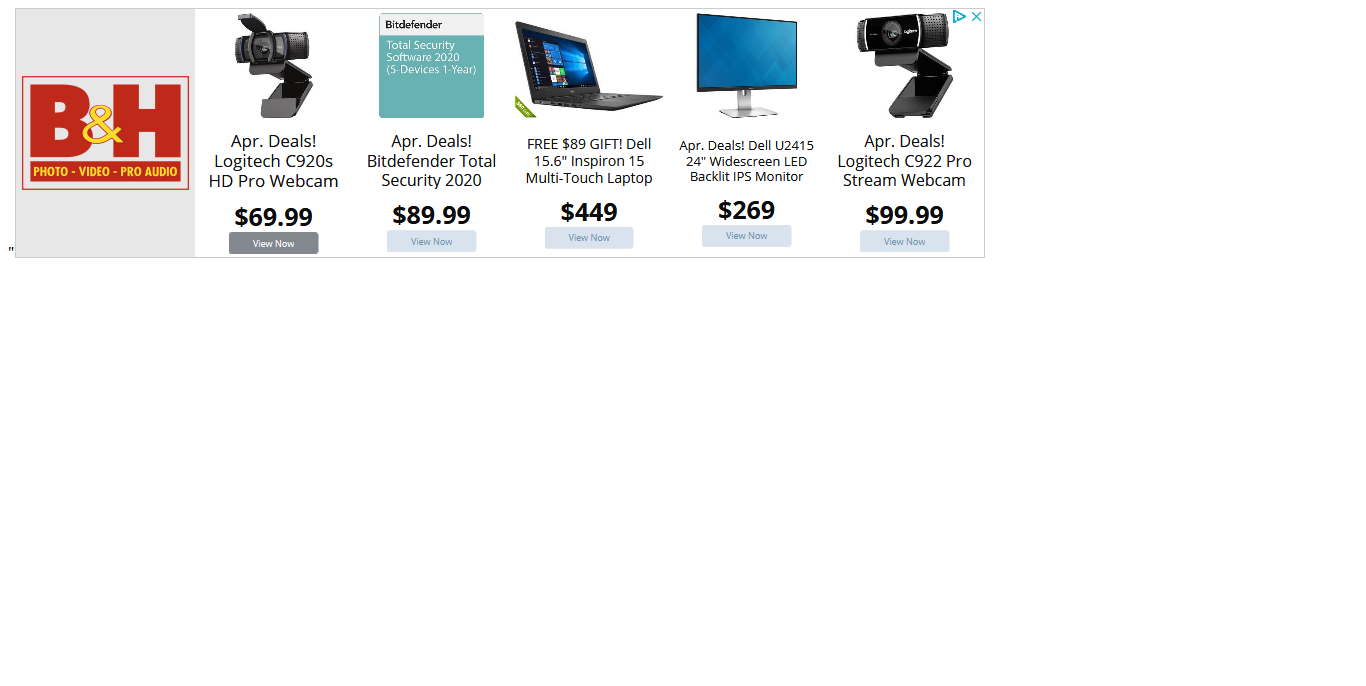 B&H
PHOTO - VIDEO - PRO AUDIO
"
Apr. Deals!
Logitech C920s
HD Pro Webcam
$69.99
View Now
Bitdefender
Total Security
Software 2020
(5-Devices 1-Year)
Apr. Deals!
Bitdefender Total
Security 2020
$89.99
View Now
FREE $89 GIFT! Dell
15.6" Inspiron 15
Multi-Touch Laptop
$449
View Now
Apr. Deals! Dell U2415
24" Widescreen LED
Backlit IPS Monitor
$269
View Now
Apr. Deals!
Logitech C922 Pro
Stream Webcam
$99.99
View Now